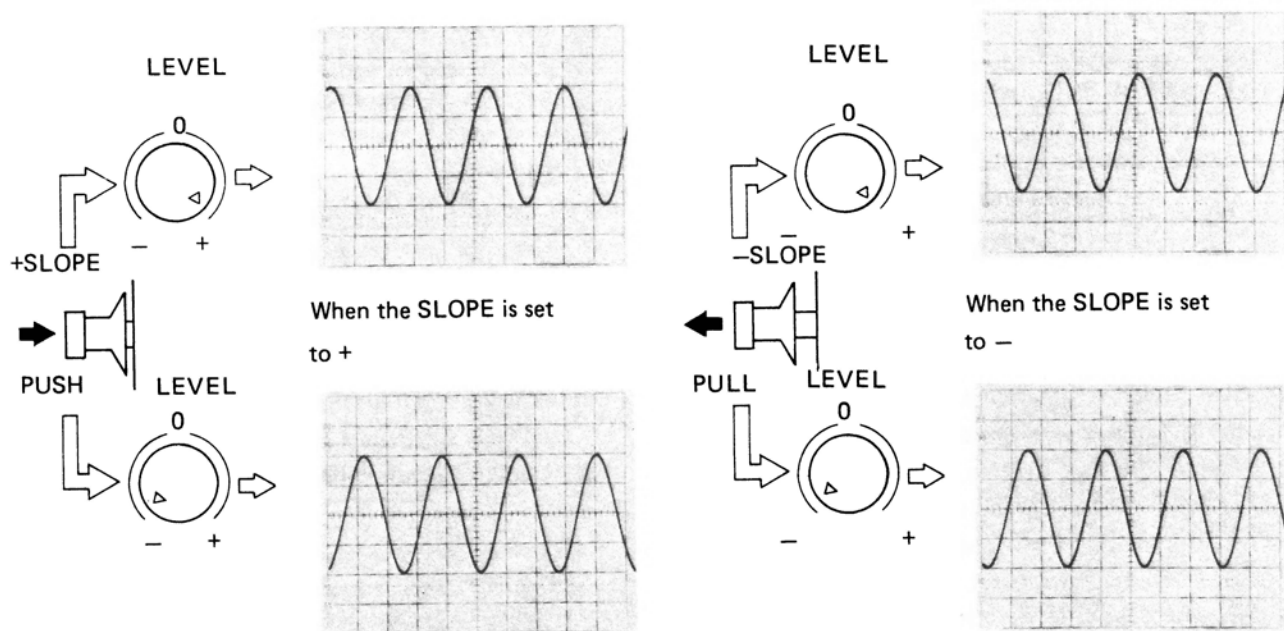 LEVEL
0
− +
+SLOPE
PUSH
LEVEL
0
− +
When the SLOPE is set
to +
LEVEL
0
− +
−SLOPE
PULL
LEVEL
0
− +
When the SLOPE is set
to −